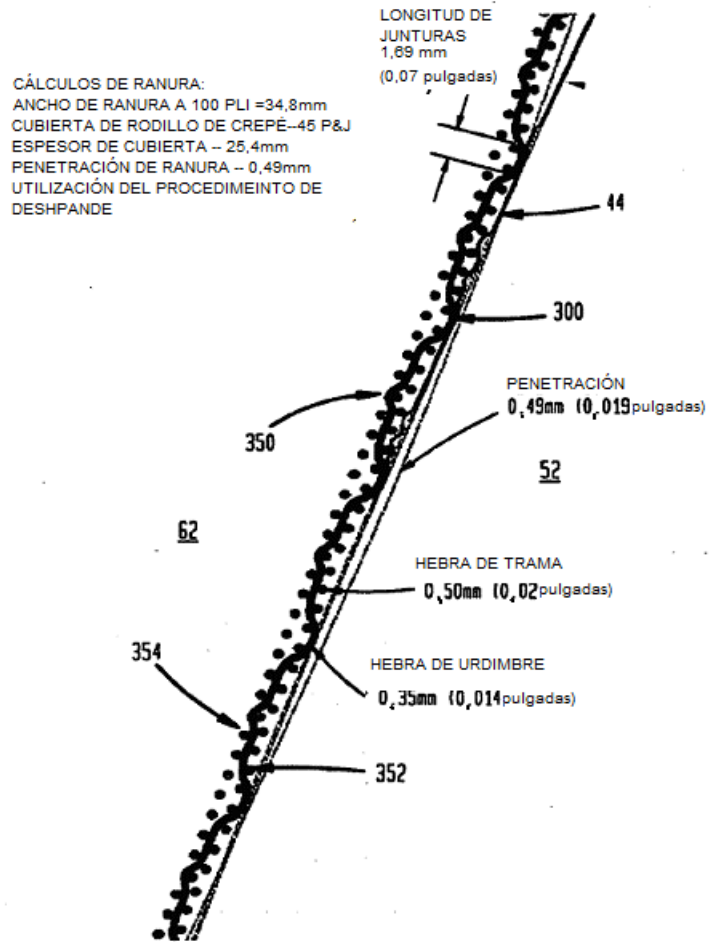 LONGITUD DE
JUNTURAS
1,69 mm
(0,07 pulgadas)
CÁLCULOS DE RANURA:
ANCHO DE RANURA A 100 PLI =34,8mm
CUBIERTA DE RODILLO DE CREPÉ--45 P&J
ESPESOR DE CUBIERTA -- 25,4mm
PENETRACIÓN DE RANURA -- 0,49mm
UTILIZACIÓN DEL PROCEDIMEINTO DE
DESHPANDE
44
300
PENETRACIÓN
0,49mm (0,019pulgadas)
350
52
62
HEBRA DE TRAMA
0,50mm (0,02pulgadas)
354
HEBRA DE URDIMBRE
0,35mm (0,014pulgadas)
352